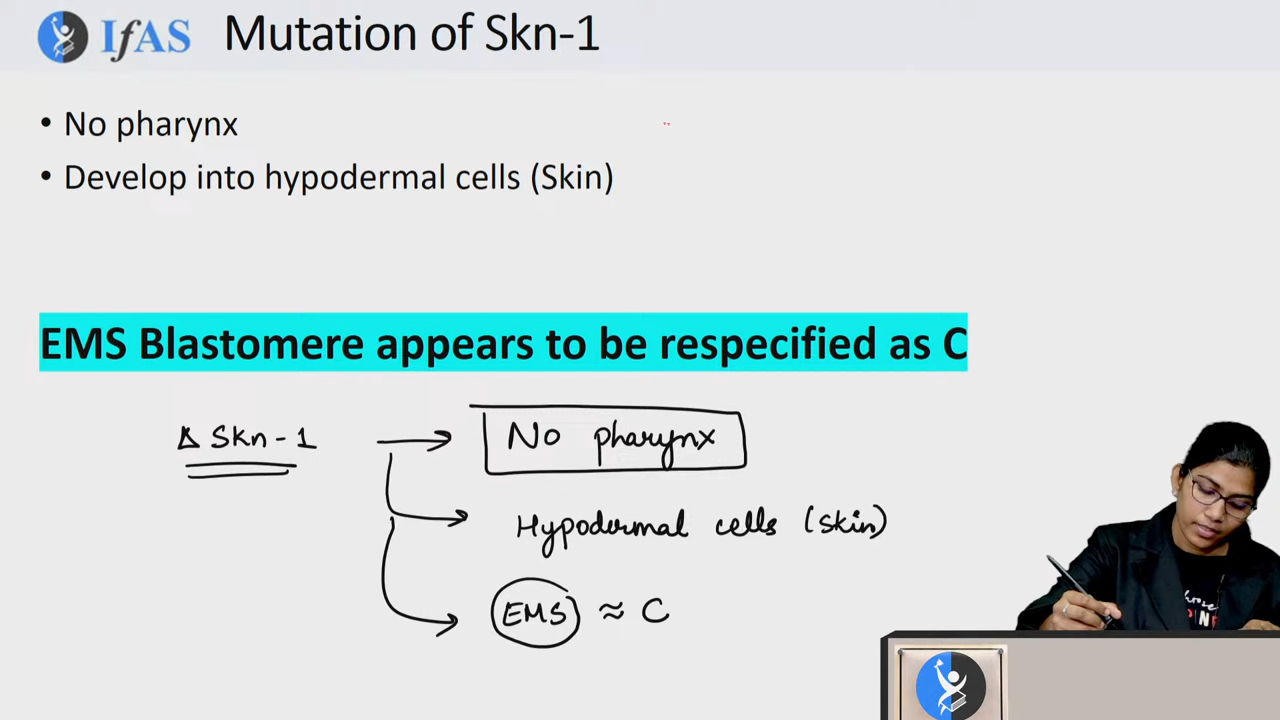 IfAS Mutation of Skn-1
• No pharynx
• Develop into hypodermal cells (Skin)
EMS Blastomere appears to be respecified as C
Δ Skn-1 → No pharynx
Hypodermal cells (skin)
EMS ≈ C